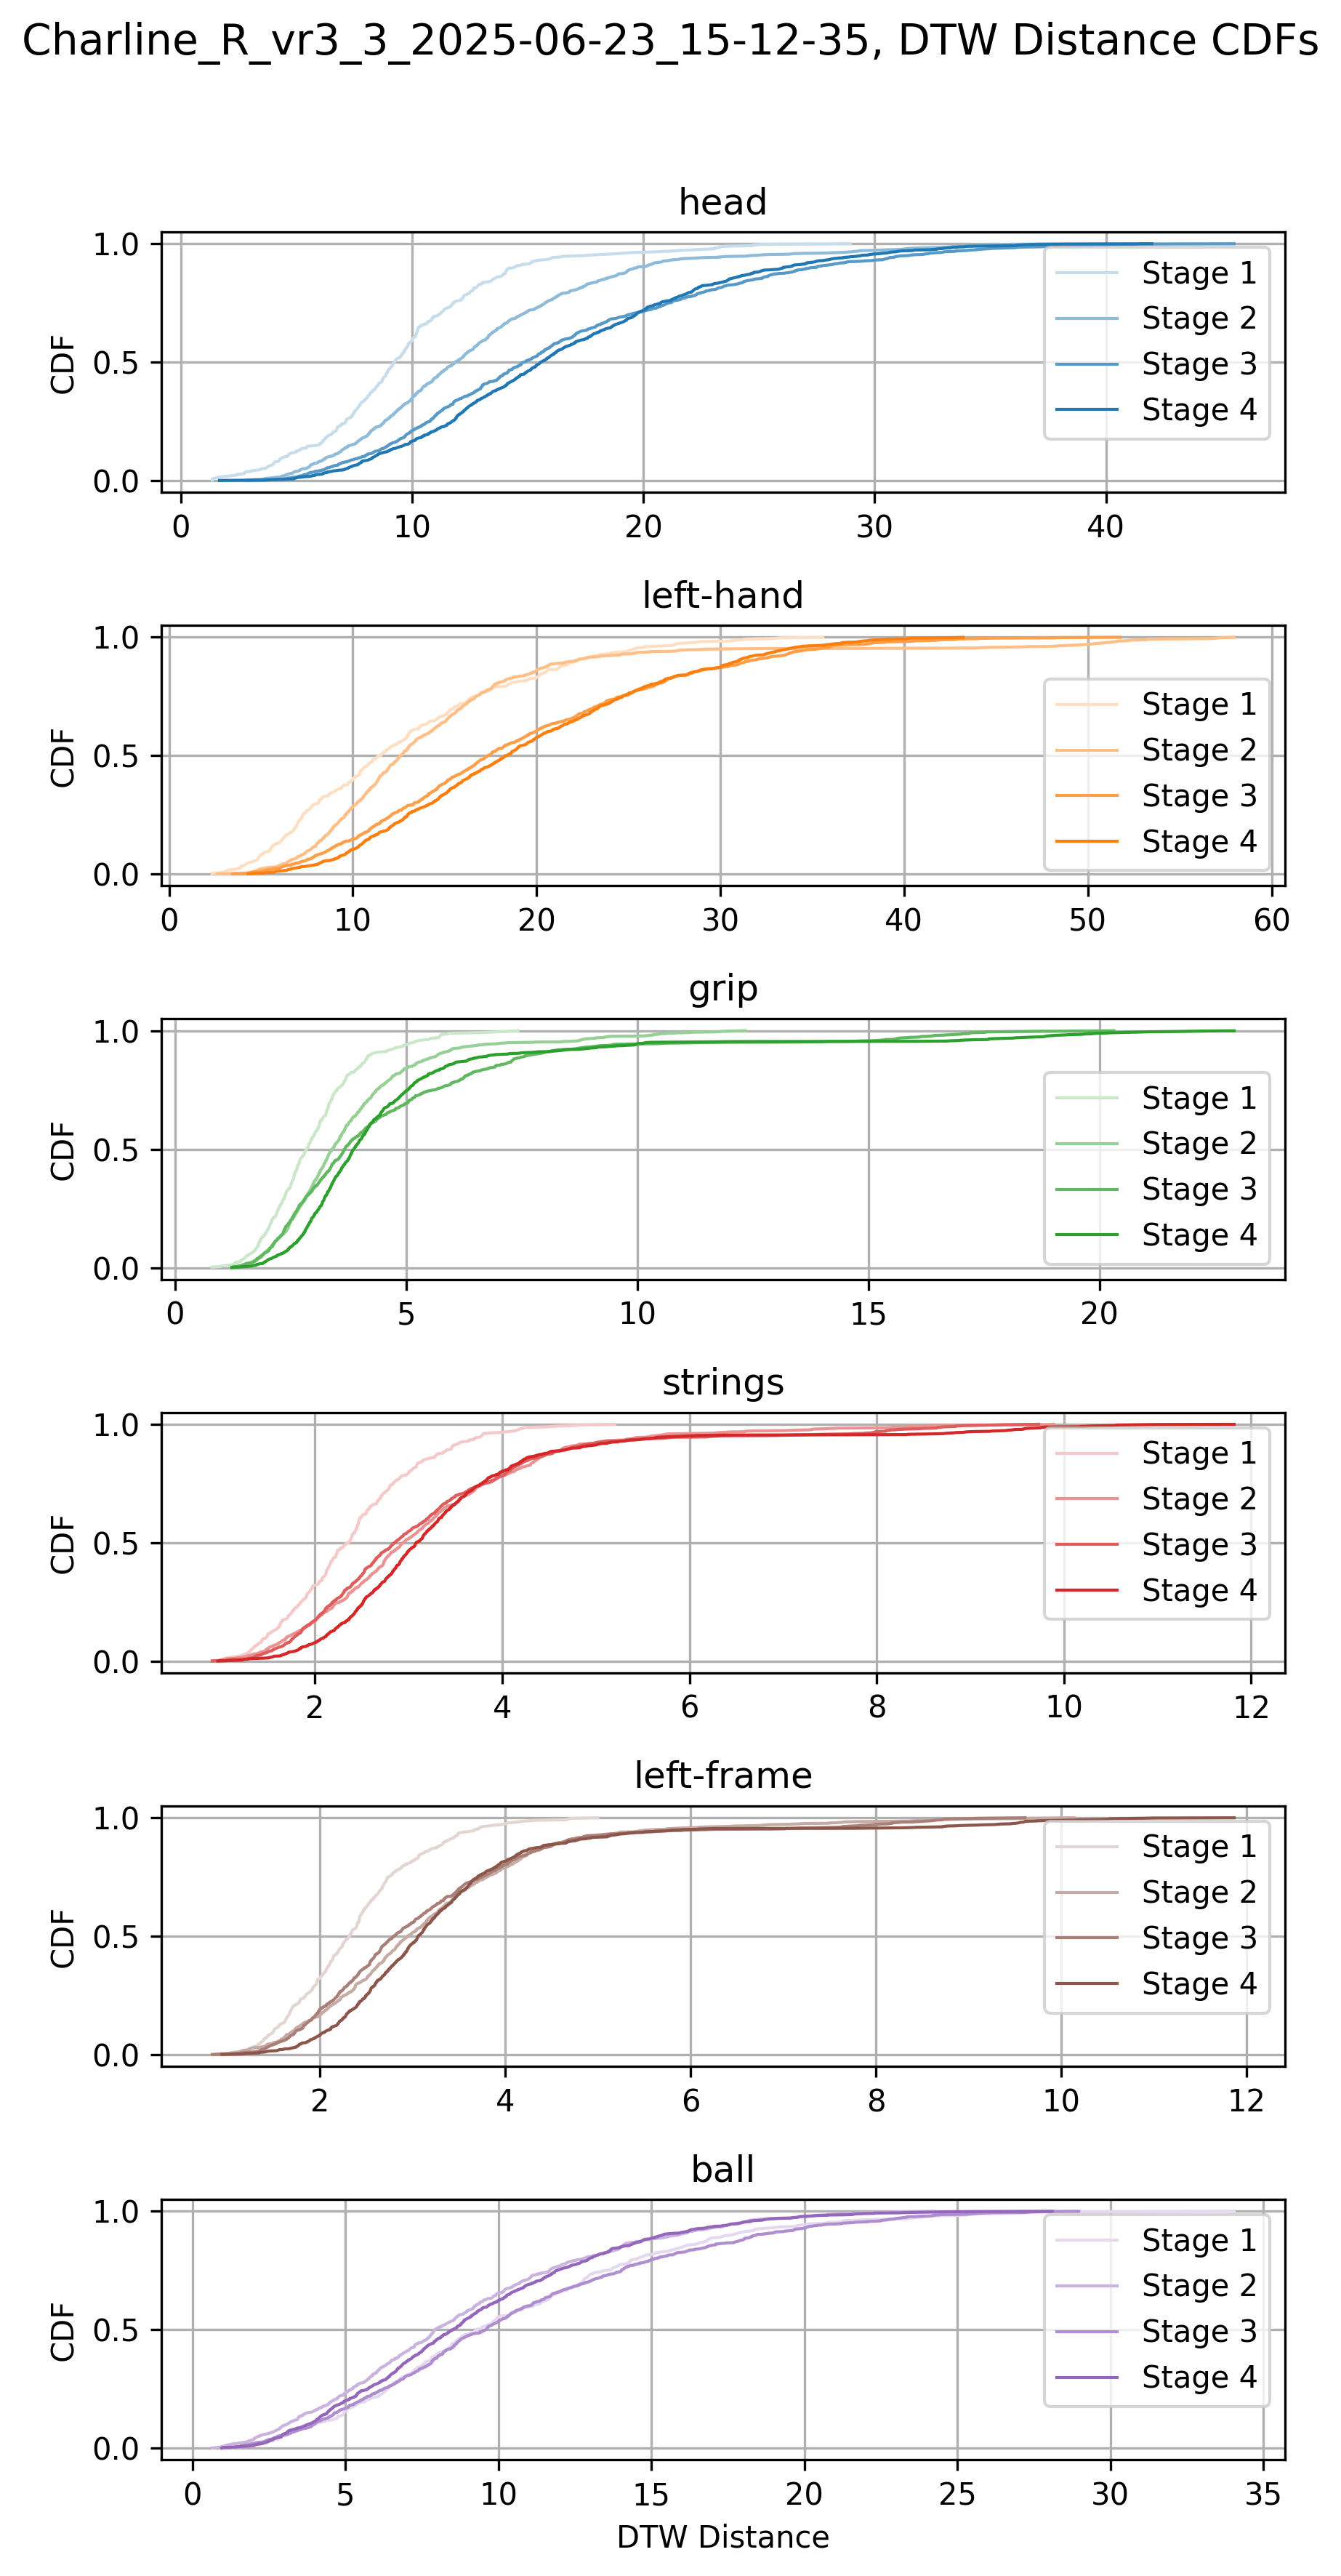 Charline_R_vr3_3_2025-06-23_15-12-35, DTW Distance CDFs
head
CDF
1.0
0.5
0.0
Stage 1
Stage 2
Stage 3
Stage 4
0 10 20 30 40
left-hand
CDF
1.0
0.5
0.0
Stage 1
Stage 2
Stage 3
Stage 4
0 10 20 30 40 50 60
grip
CDF
1.0
0.5
0.0
Stage 1
Stage 2
Stage 3
Stage 4
0 5 10 15 20
strings
CDF
1.0
0.5
0.0
Stage 1
Stage 2
Stage 3
Stage 4
2 4 6 8 10 12
left-frame
CDF
1.0
0.5
0.0
Stage 1
Stage 2
Stage 3
Stage 4
2 4 6 8 10 12
ball
CDF
1.0
0.5
0.0
Stage 1
Stage 2
Stage 3
Stage 4
0 5 10 15 20 25 30 35
DTW Distance